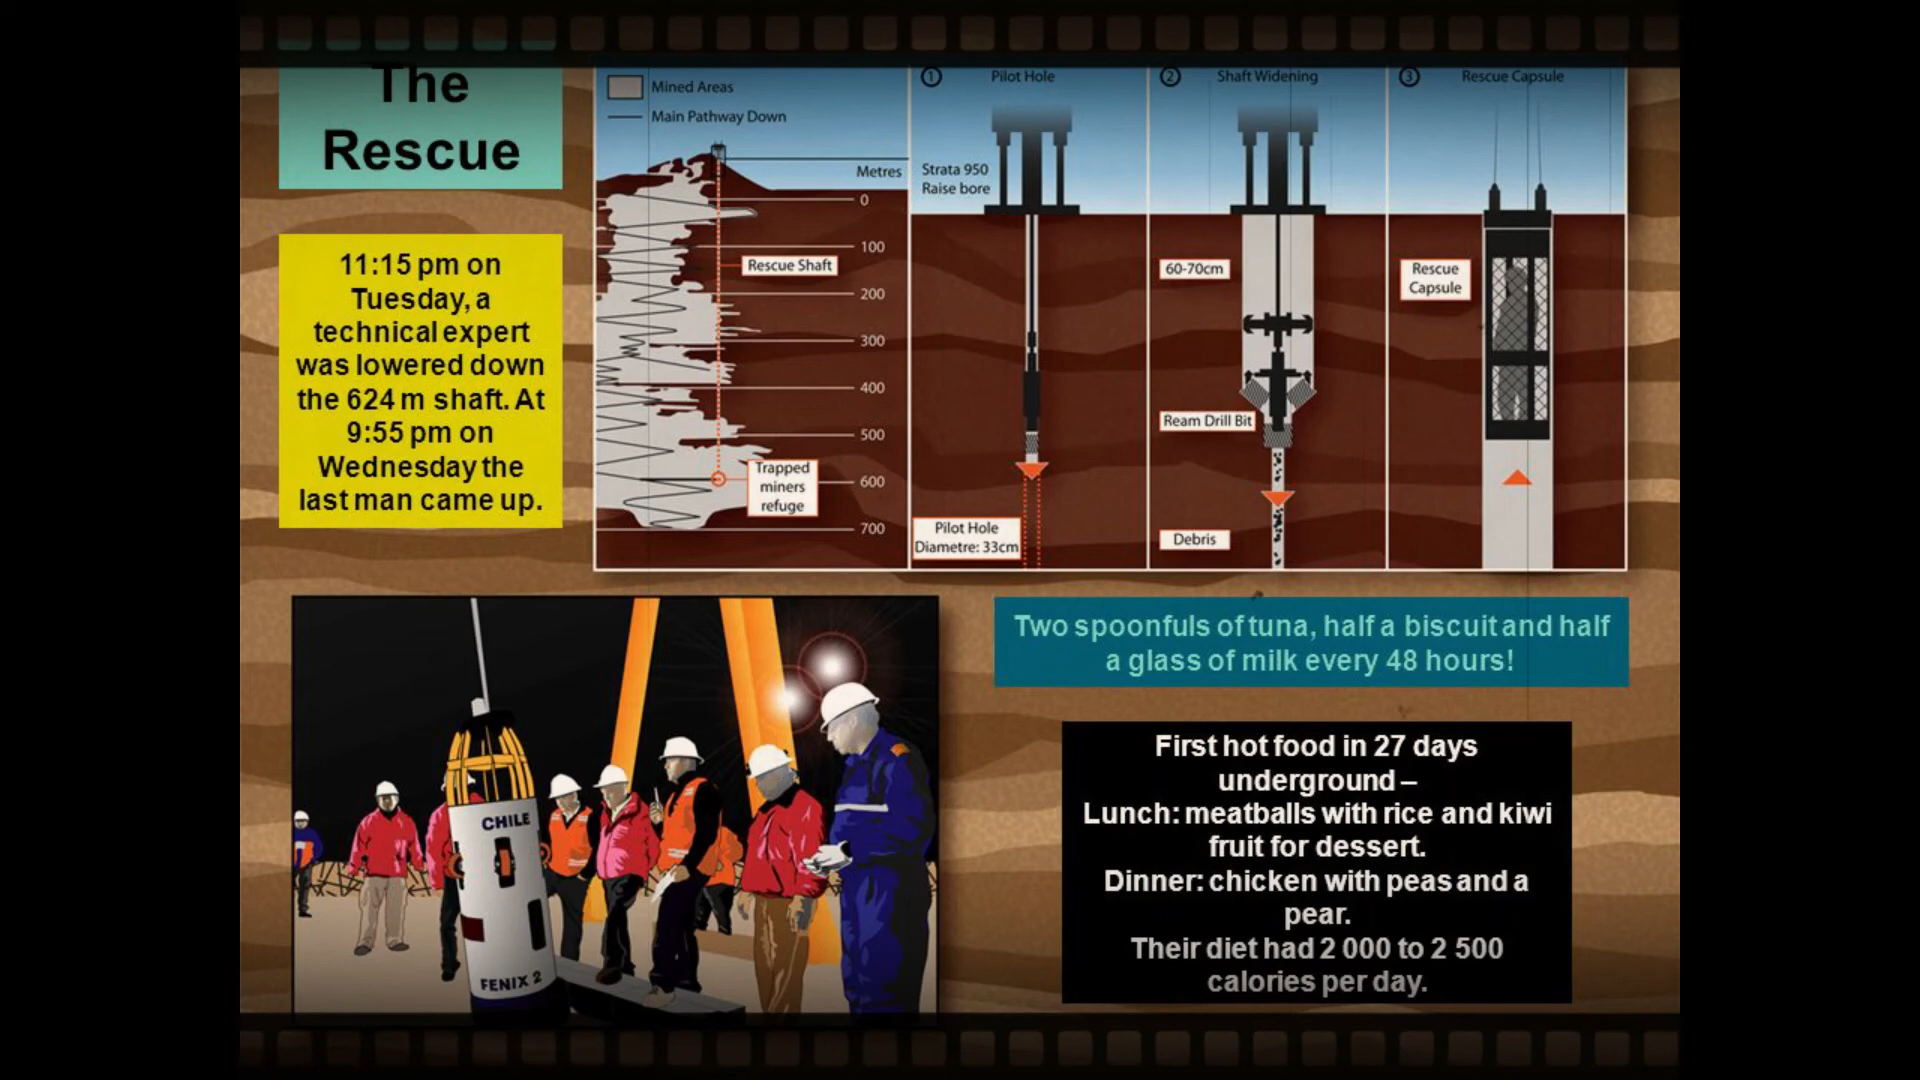 The
Rescue
11:15 pm on
Tuesday, a
technical expert
was lowered down
the 624 m shaft. At
9:55 pm on
Wednesday the
last man came up.
Mined Areas
Main Pathway Down
Metres
0
100
200
300
400
500
600
700
Rescue Shaft
Trapped
miners
refuge
1 Pilot Hole
Strata 950
Raise bore
Pilot Hole
Diametre: 33cm
2 Shaft Widening
60-70cm
Ream Drill Bit
Debris
3 Rescue Capsule
Rescue
Capsule
CHILE
FENIX 2
Two spoonfuls of tuna, half a biscuit and half
a glass of milk every 48 hours!
First hot food in 27 days
underground –
Lunch: meatballs with rice and kiwi
fruit for dessert.
Dinner: chicken with peas and a
pear.
Their diet had 2 000 to 2 500
calories per day.